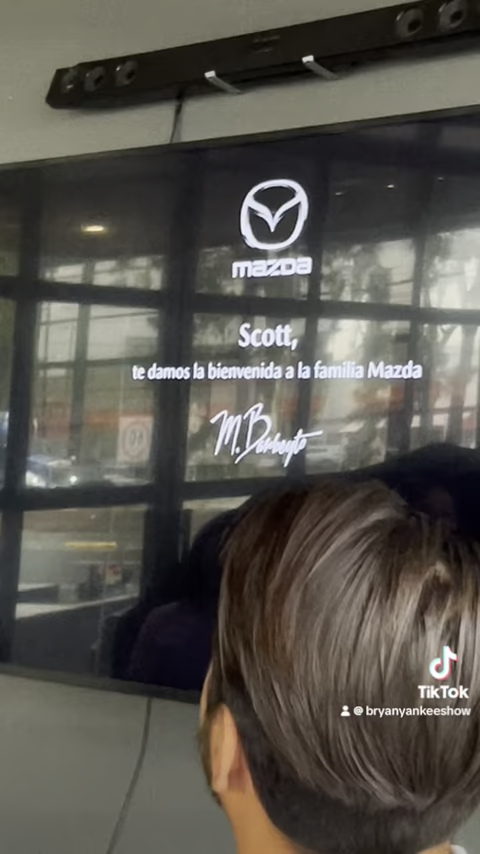 mazda
Scott,
te damos la bienvenida a la familia Mazda
M. Barbeyto
TikTok
@bryanyankeeshow